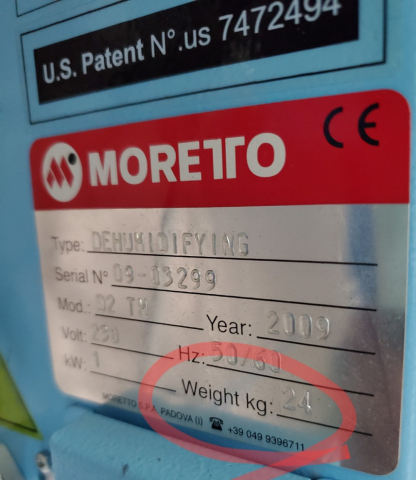 U.S. Patent N°.us 7472494
CE
MORETTO
Type: DEHUMIDIFYING
Serial N° 09-05299
Mod.: D2 TM Year: 2009
Volt: 230 Hz: 50/60
kW: 1 Weight kg: 24
MORETTO S.P.A. PADOVA (i) ☎ +39 049 9396711